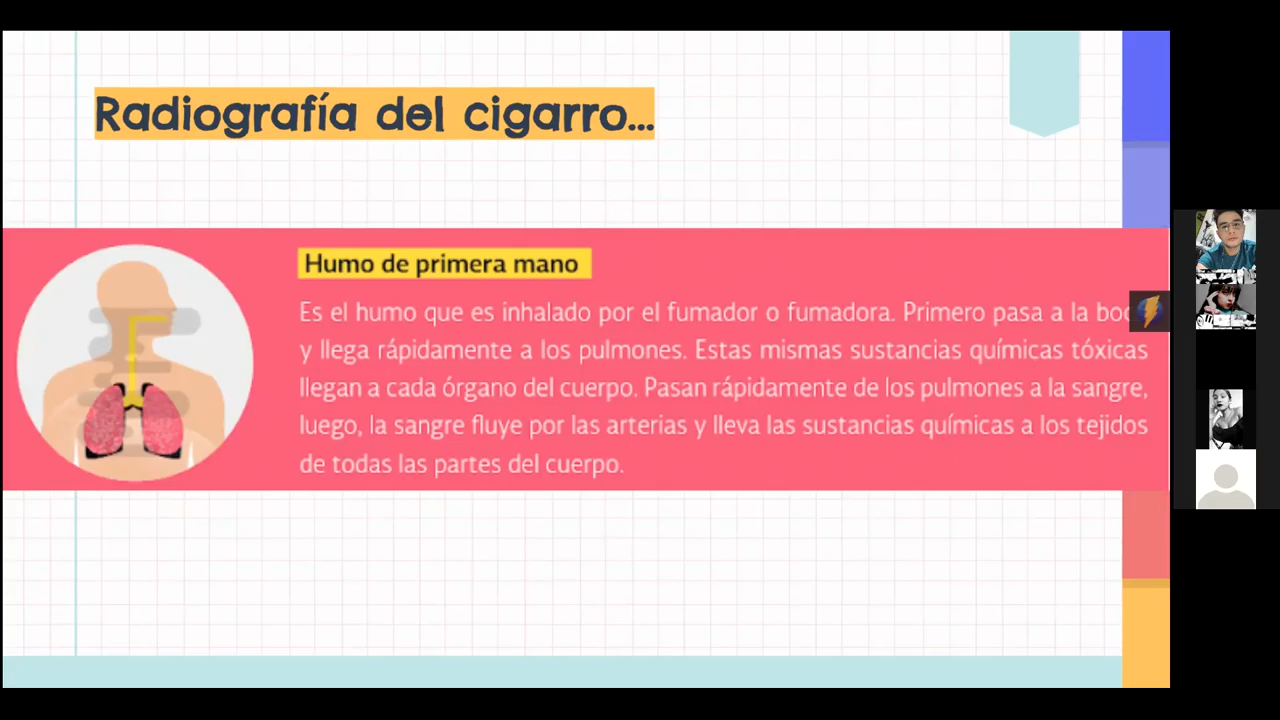 Radiografía del cigarro...
Humo de primera mano
Es el humo que es inhalado por el fumador o fumadora. Primero pasa a la
y llega rápidamente a los pulmones. Estas mismas sustancias químicas tóxicas
llegan a cada órgano del cuerpo. Pasan rápidamente de los pulmones a la sangre,
luego, la sangre fluye por las arterias y lleva las sustancias químicas a los tejidos
de todas las partes del cuerpo.